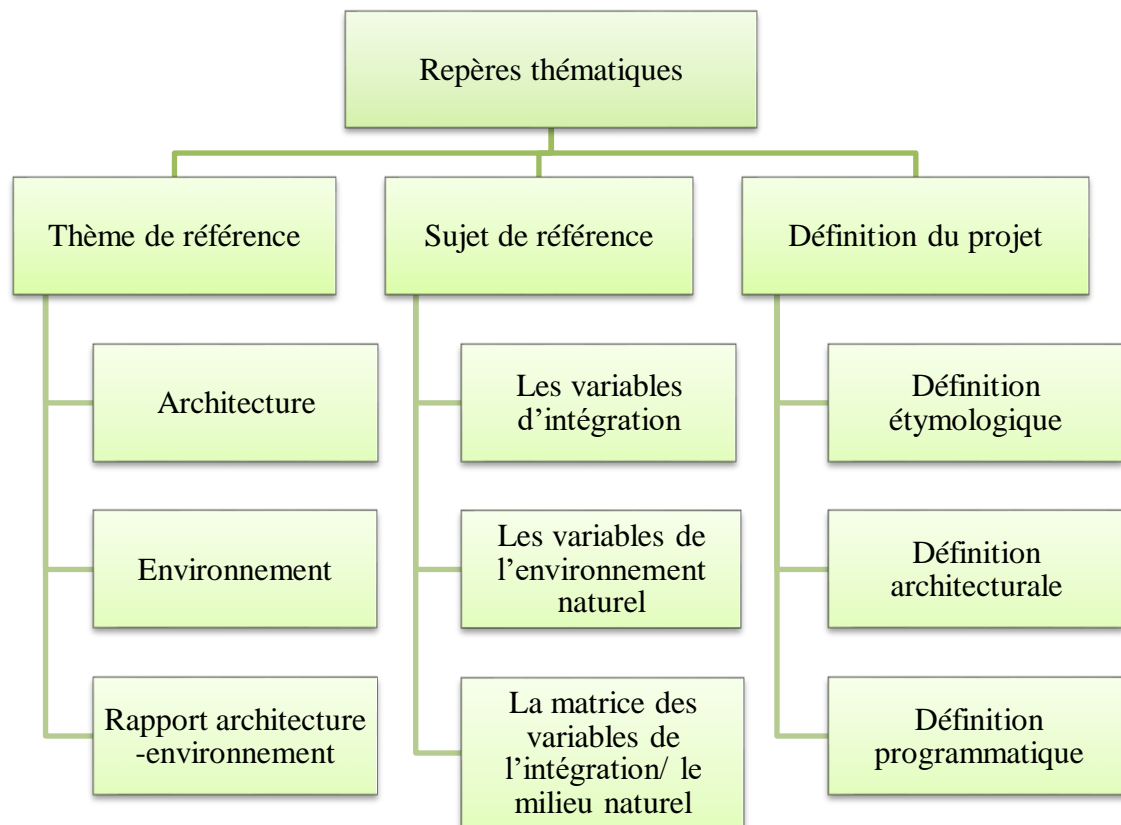 Repères thématiques
Thème de référence
Architecture
Environnement
Rapport architecture
-environnement
Sujet de référence
Les variables
d’intégration
Les variables de
l’environnement
naturel
La matrice des
variables de
l’intégration/ le
milieu naturel
Définition du projet
Définition
étymologique
Définition
architecturale
Définition
programmatique